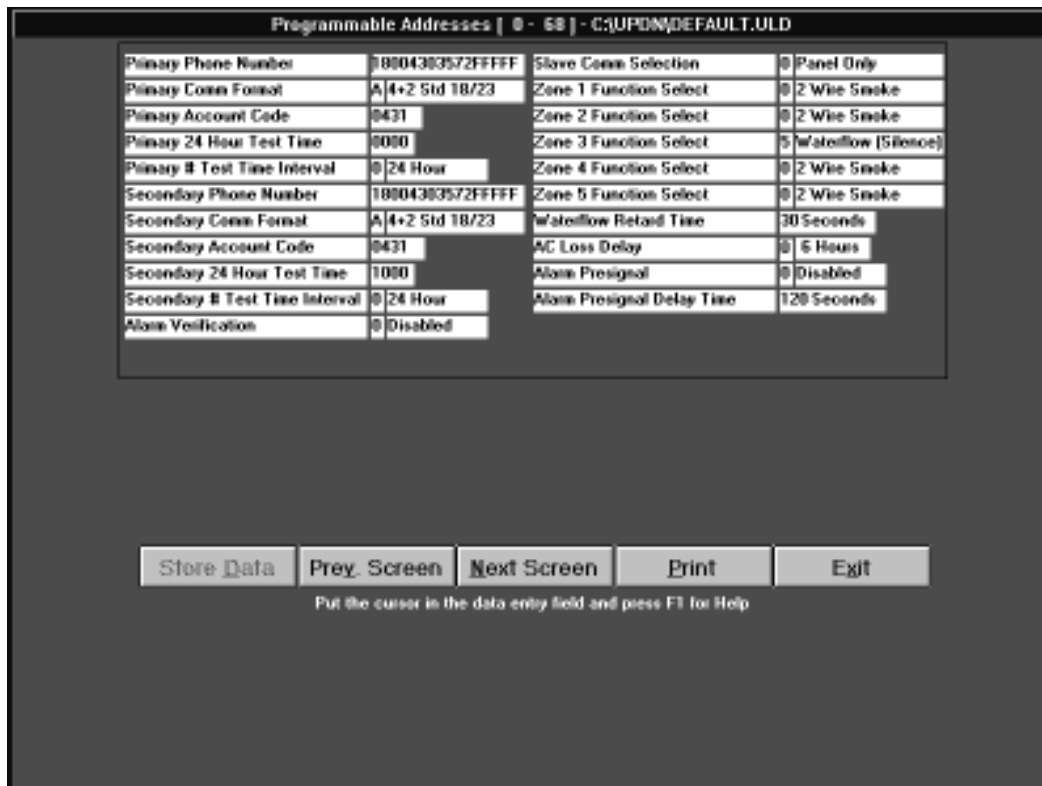 Programmable Addresses [ 0 - 68 ] - C:\UPDN\DEFAULT.ULD
Primary Phone Number 18004303572FFFFF
Primary Comm Format A 4+2 Std 18/23
Primary Account Code 0431
Primary 24 Hour Test Time 0000
Primary # Test Time Interval 0 24 Hour
Secondary Phone Number 18004303572FFFFF
Secondary Comm Format A 4+2 Std 18/23
Secondary Account Code 0431
Secondary 24 Hour Test Time 1000
Secondary # Test Time Interval 0 24 Hour
Alarm Verification 0 Disabled
Slave Comm Selection 0 Panel Only
Zone 1 Function Select 0 2 Wire Smoke
Zone 2 Function Select 0 2 Wire Smoke
Zone 3 Function Select 5 Waterflow (Silence)
Zone 4 Function Select 0 2 Wire Smoke
Zone 5 Function Select 0 2 Wire Smoke
Waterflow Retard Time 30 Seconds
AC Loss Delay 0 6 Hours
Alarm Presignal 0 Disabled
Alarm Presignal Delay Time 120 Seconds
Store Data Prev. Screen Next Screen Print Exit
Put the cursor in the data entry field and press F1 for Help